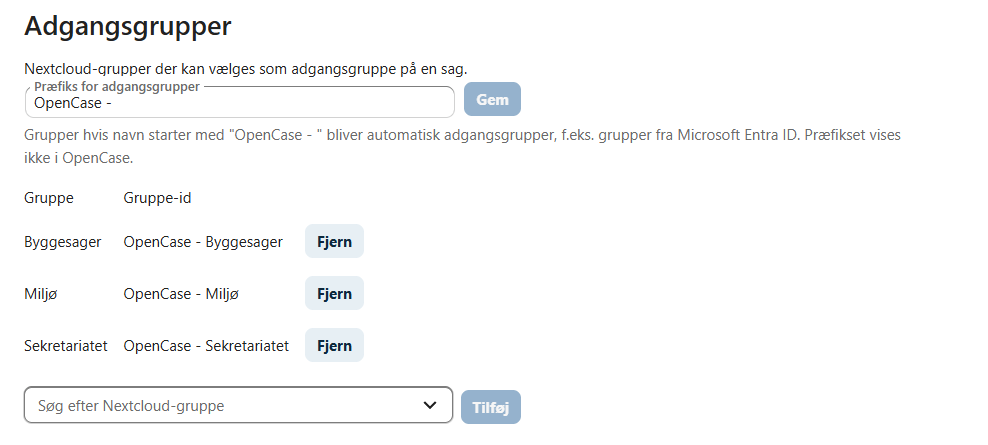 Adgangsgrupper
Nextcloud-grupper der kan vælges som adgangsgruppe på en sag.
Præfiks for adgangsgrupper
OpenCase -
Gem
Grupper hvis navn starter med "OpenCase - " bliver automatisk adgangsgrupper, f.eks. grupper fra Microsoft Entra ID. Præfikset vises
ikke i OpenCase.
Gruppe Gruppe-id
Byggesager OpenCase - Byggesager Fjern
Miljø OpenCase - Miljø Fjern
Sekretariatet OpenCase - Sekretariatet Fjern
Søg efter Nextcloud-gruppe Tilføj